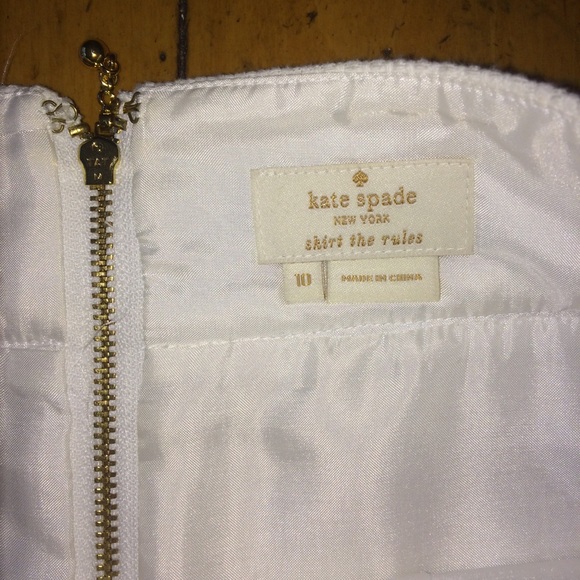 kate spade
NEW YORK
skirt the rules
10
MADE IN CHINA